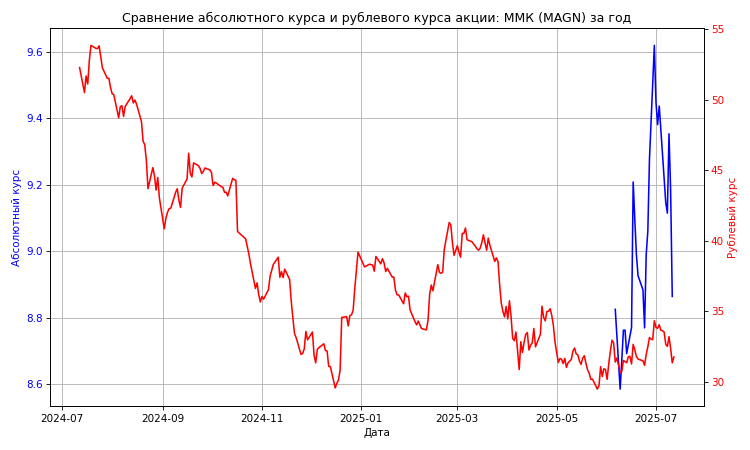 Сравнение абсолютного курса и рублевого курса акции: ММК (MAGN) за год
Абсолютный курс
9.6
9.4
9.2
9.0
8.8
8.6
55
50
45
40
35
30
Рублевый курс
2024-07 2024-09 2024-11 2025-01 2025-03 2025-05 2025-07
Дата